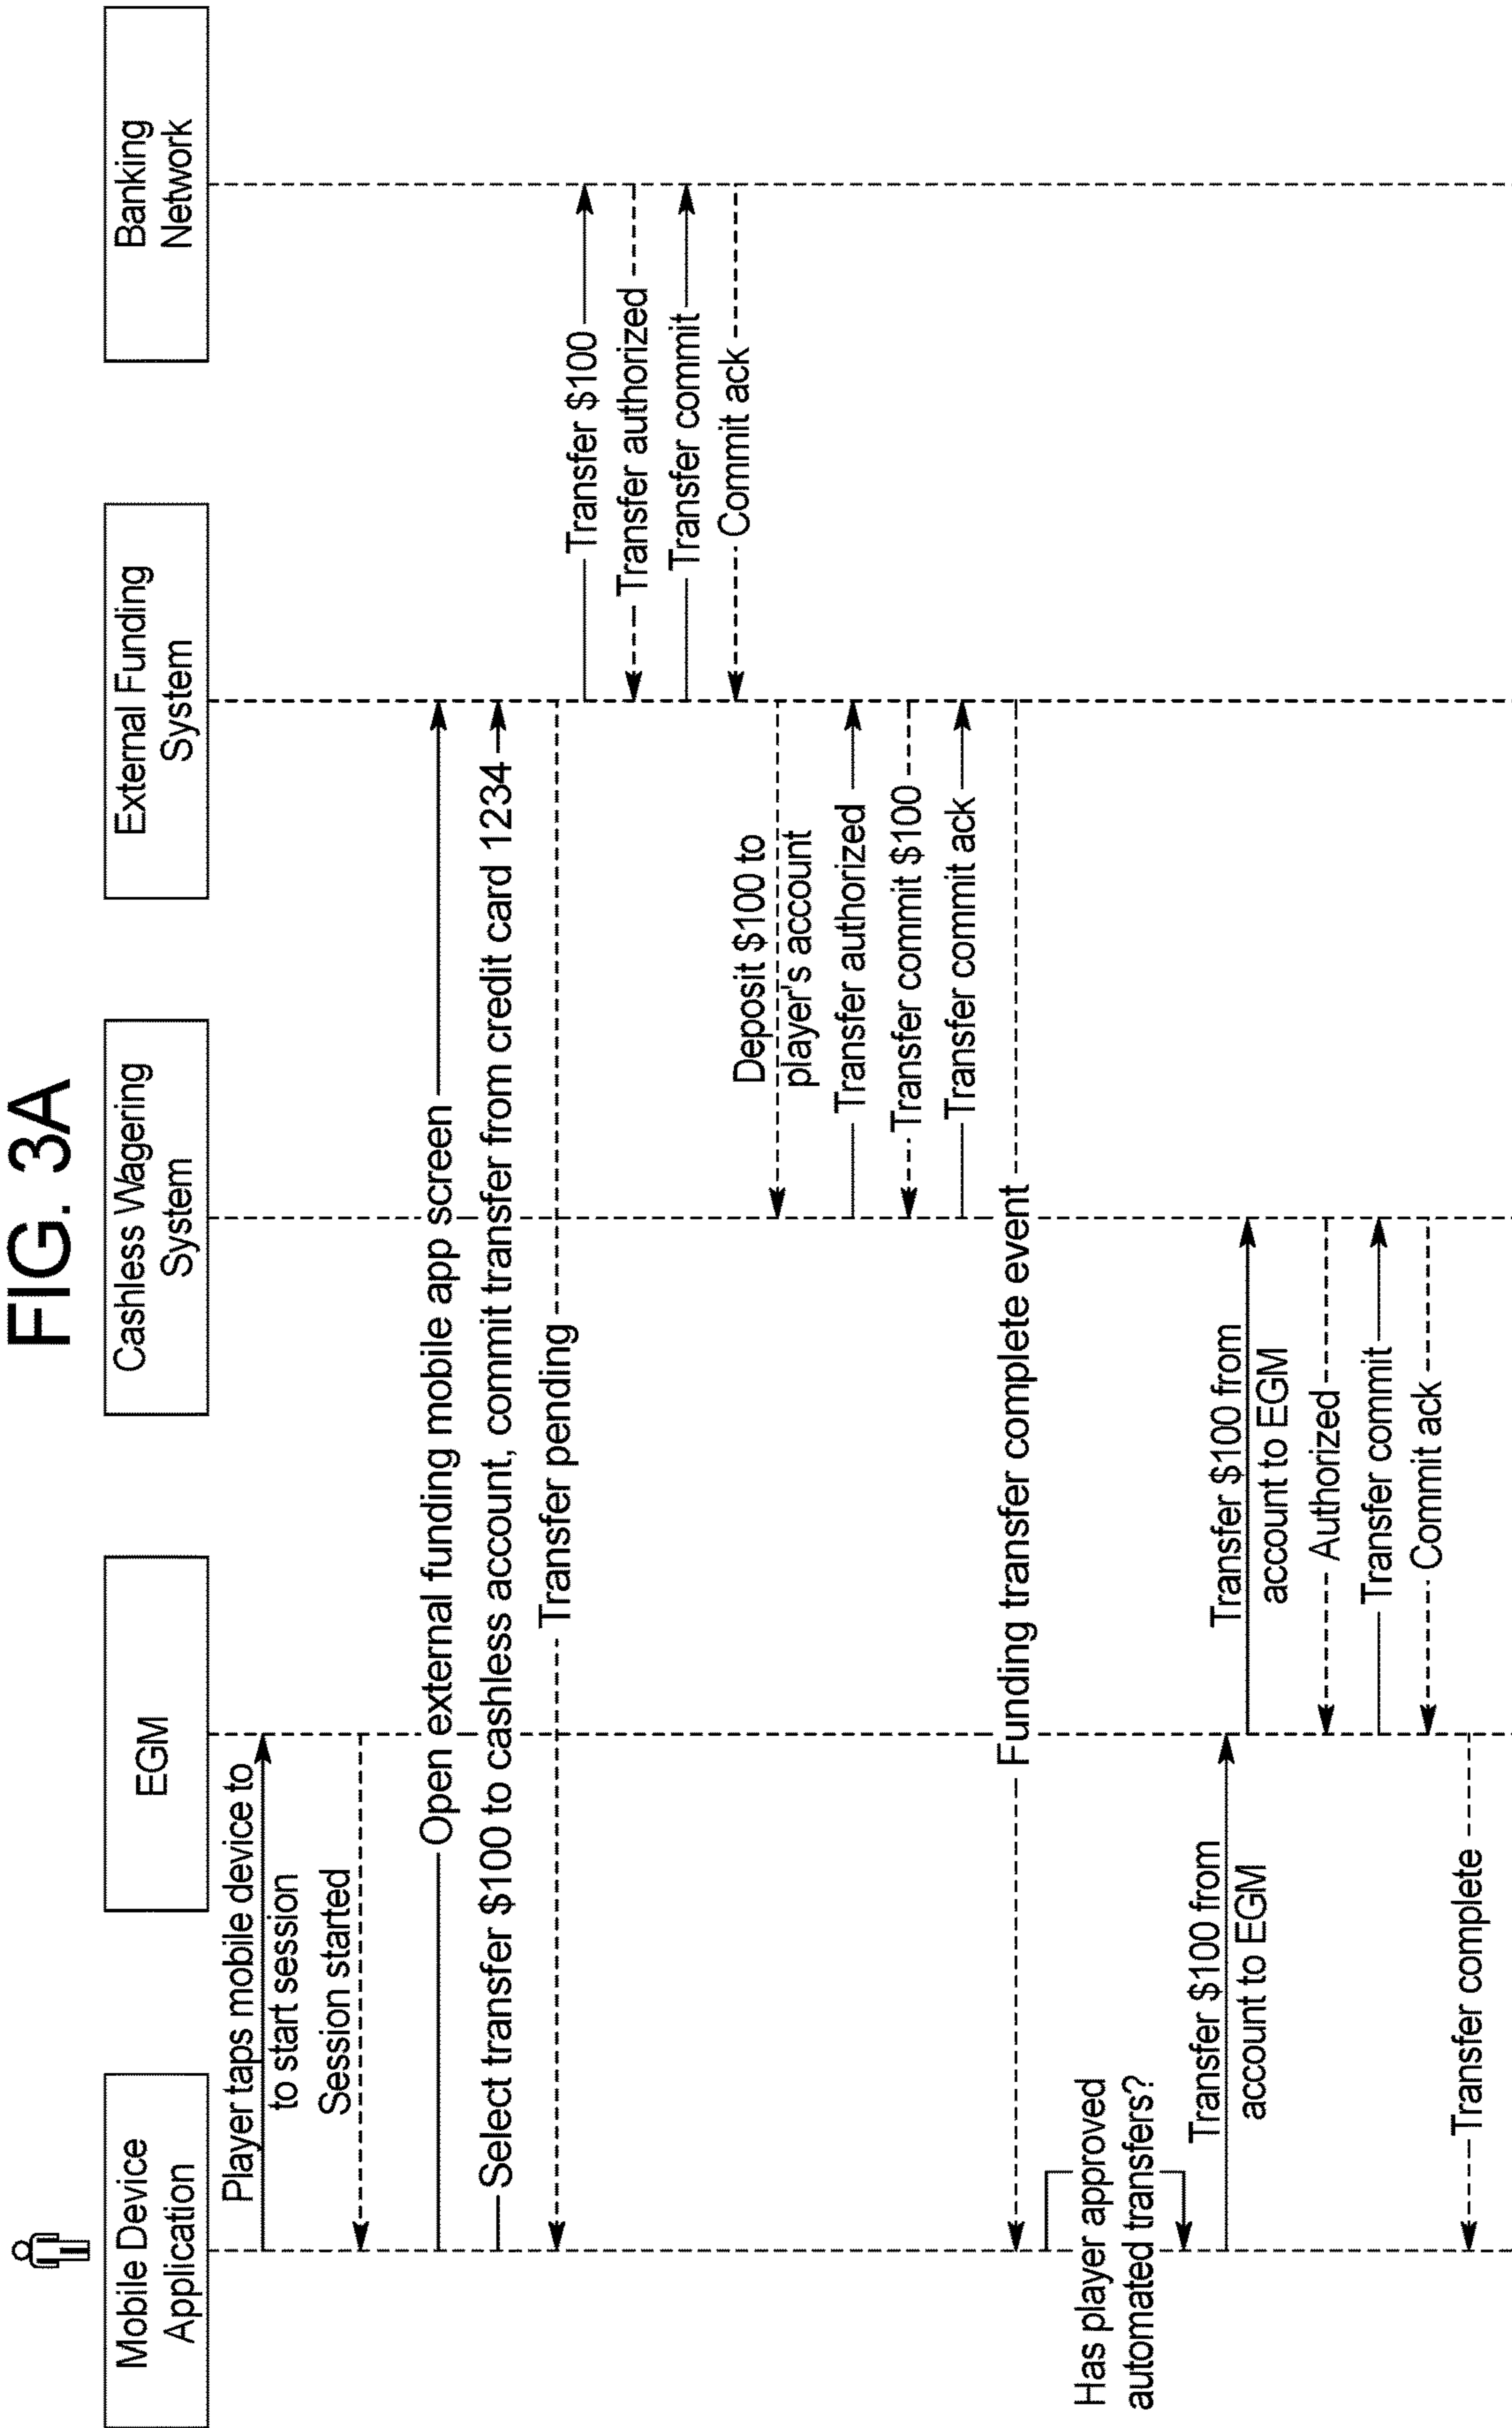 FIG. 3A
Mobile Device
Application
EGM
Cashless Wagering
System
External Funding
System
Banking
Network
Player taps mobile device to
to start session
Session started
Open external funding mobile app screen
Select transfer $100 to cashless account, commit transfer from credit card 1234
Transfer pending
Transfer $100
Transfer authorized
Transfer commit
Commit ack
Deposit $100 to
player's account
Transfer authorized
Transfer commit $100
Transfer commit ack
Funding transfer complete event
Has player approved
automated transfers?
Transfer $100 from
account to EGM
Transfer $100 from
account to EGM
Authorized
Transfer commit
Commit ack
Transfer complete